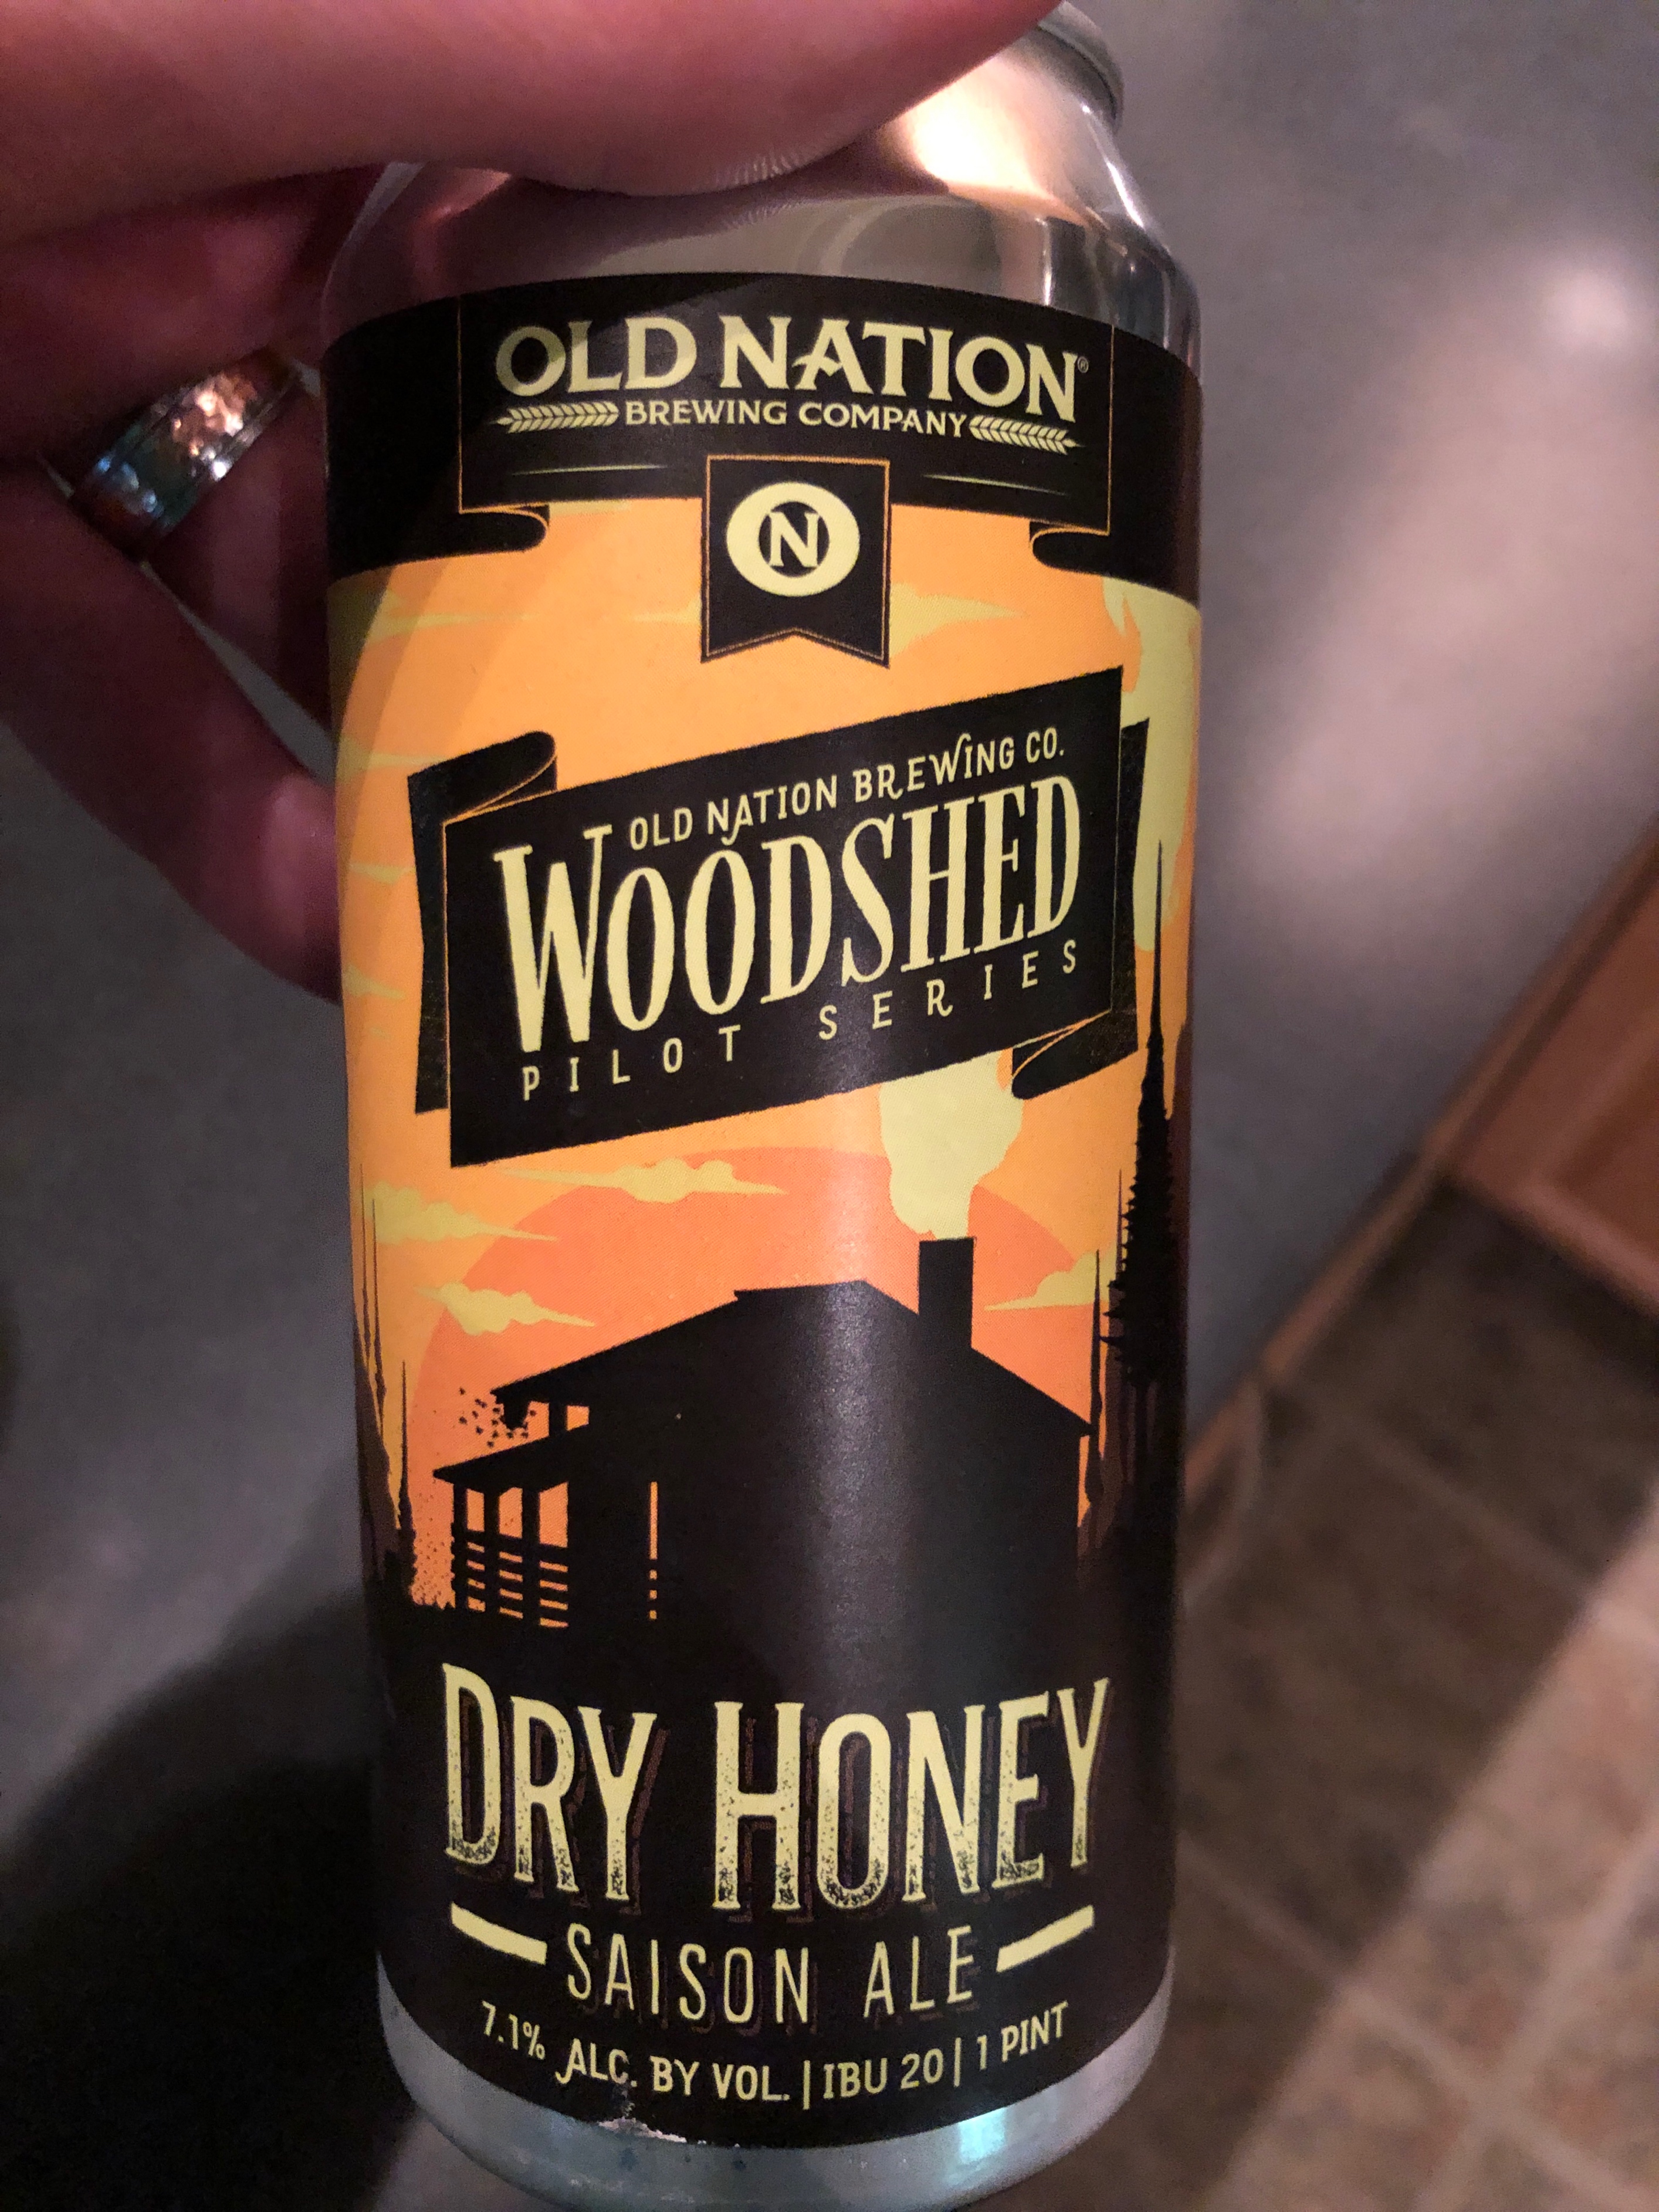 OLD NATION®
BREWING COMPANY
ON
OLD NATION BREWING CO.
WOODSHED
PILOT SERIES
DRY HONEY
SAISON ALE
7.1% ALC. BY VOL. | IBU 20 | 1 PINT